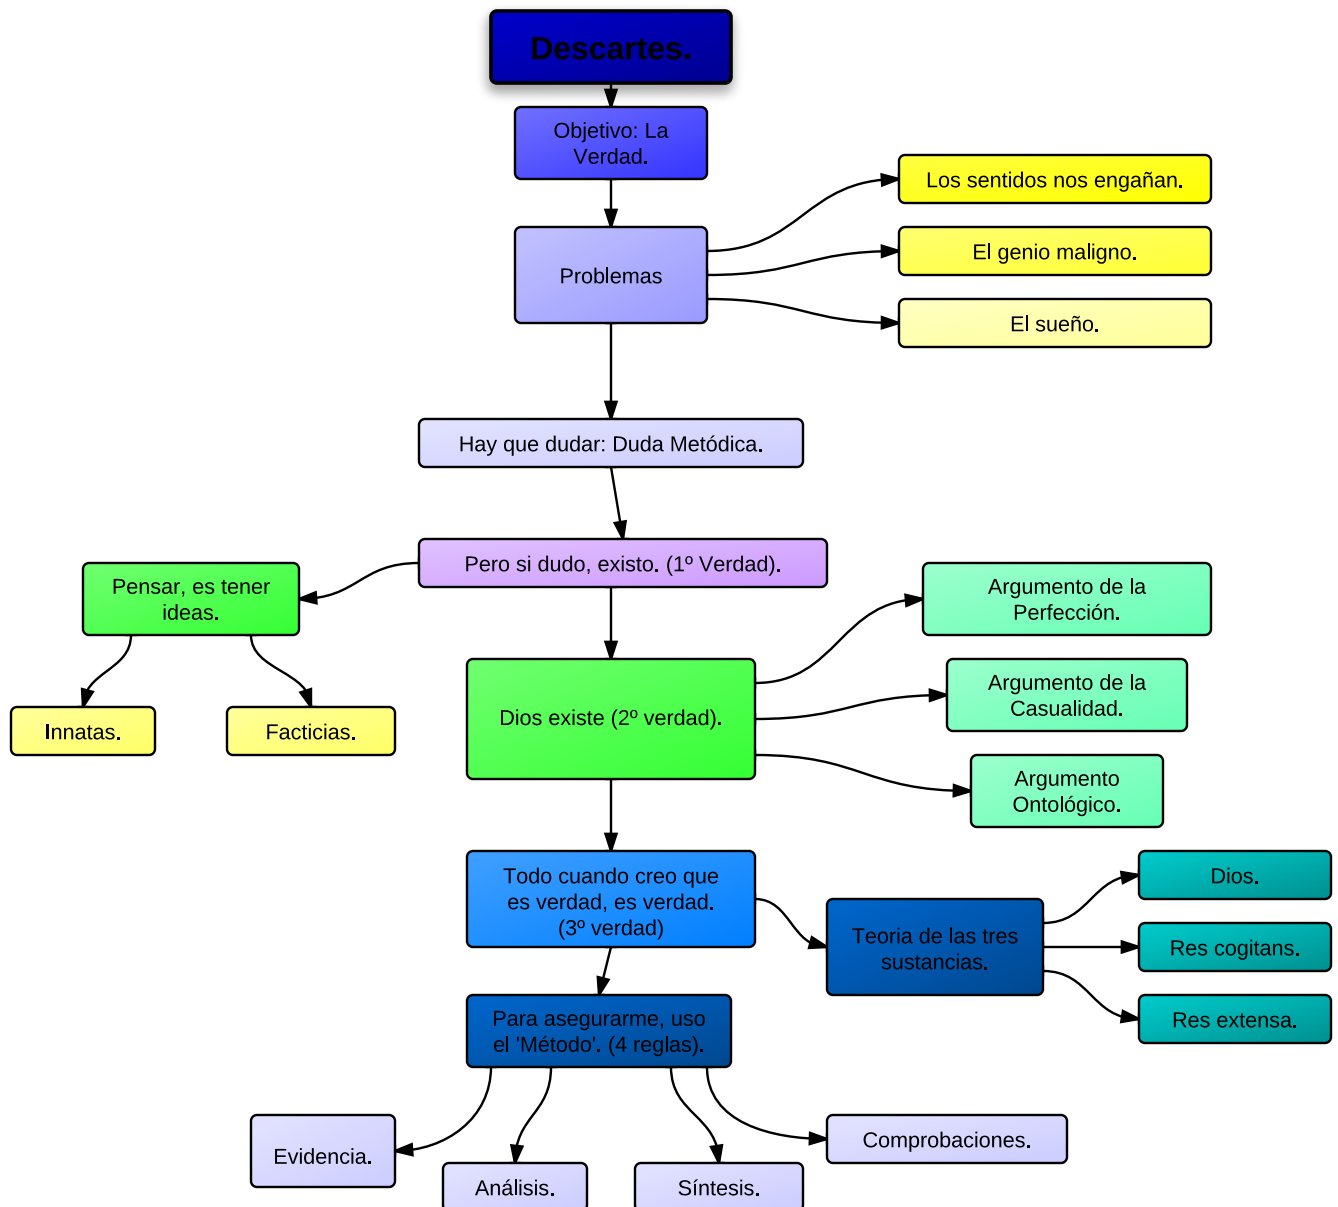 Descartes.
Objetivo: La
Verdad.
Los sentidos nos engañan.
El genio maligno.
Problemas
El sueño.
Hay que dudar: Duda Metódica.
Pero si dudo, existo. (1º Verdad).
Pensar, es tener
ideas.
Innatas.
Facticias.
Argumento de la
Perfección.
Dios existe (2º verdad).
Argumento de la
Casualidad.
Argumento
Ontológico.
Todo cuando creo que
es verdad, es verdad.
(3º verdad)
Teoria de las tres
sustancias.
Dios.
Res cogitans.
Res extensa.
Para asegurarme, uso
el 'Método'. (4 reglas).
Evidencia.
Análisis.
Síntesis.
Comprobaciones.